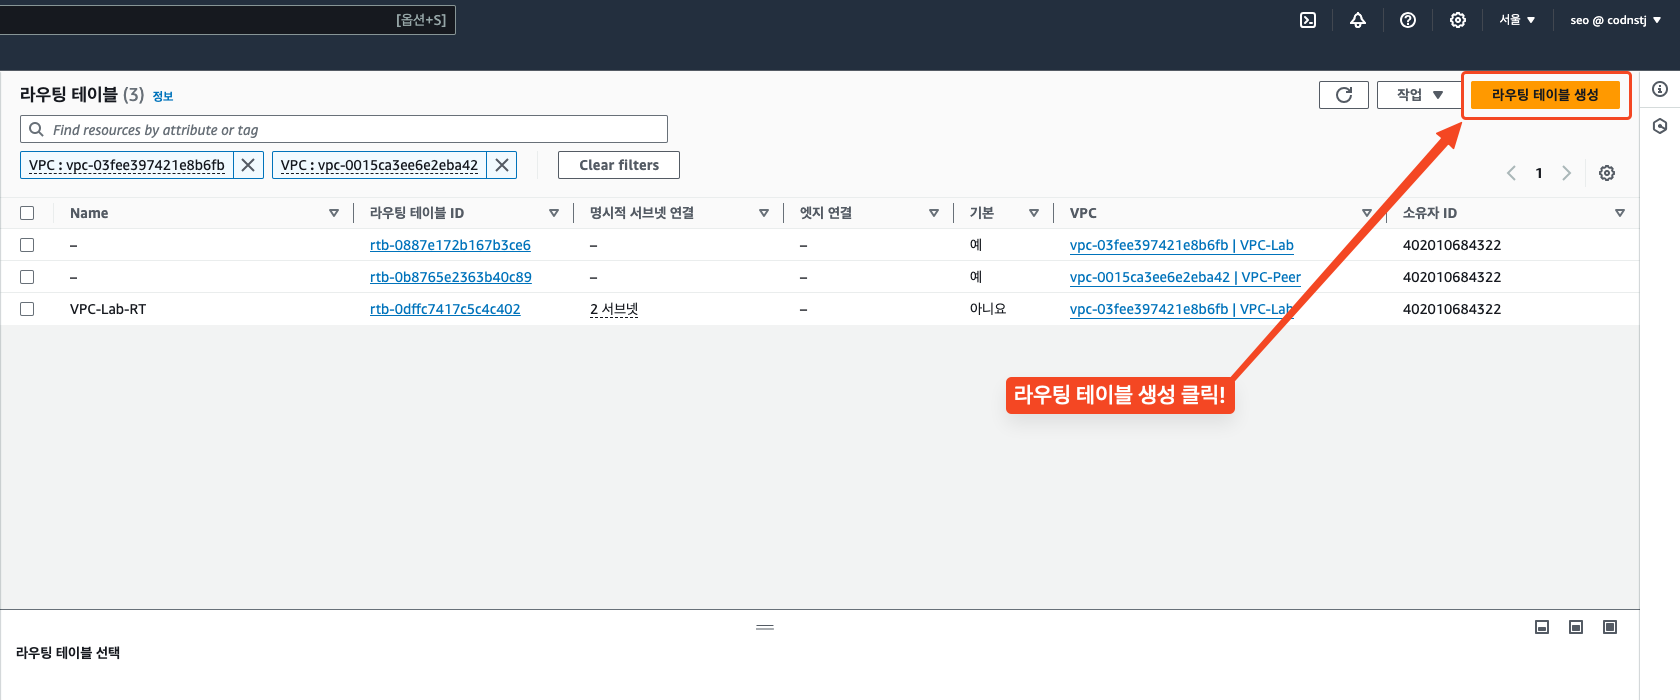 [옵션+S]
서울
seo @ codnstj
라우팅 테이블 (3) 정보
작업
라우팅 테이블 생성
Find resources by attribute or tag
VPC : vpc-03fee397421e8b6fb
VPC : vpc-0015ca3ee6e2eba42
Clear filters
1
Name 라우팅 테이블 ID 명시적 서브넷 연결 엣지 연결 기본 VPC 소유자 ID
– rtb-0887e172b167b3ce6 – – 예 vpc-03fee397421e8b6fb | VPC-Lab 402010684322
– rtb-0b8765e2363b40c89 – – 예 vpc-0015ca3ee6e2eba42 | VPC-Peer 402010684322
VPC-Lab-RT rtb-0dffc7417c5c4c402 2 서브넷 – 아니요 vpc-03fee397421e8b6fb | VPC-Lab 402010684322
라우팅 테이블 생성 클릭!
라우팅 테이블 선택